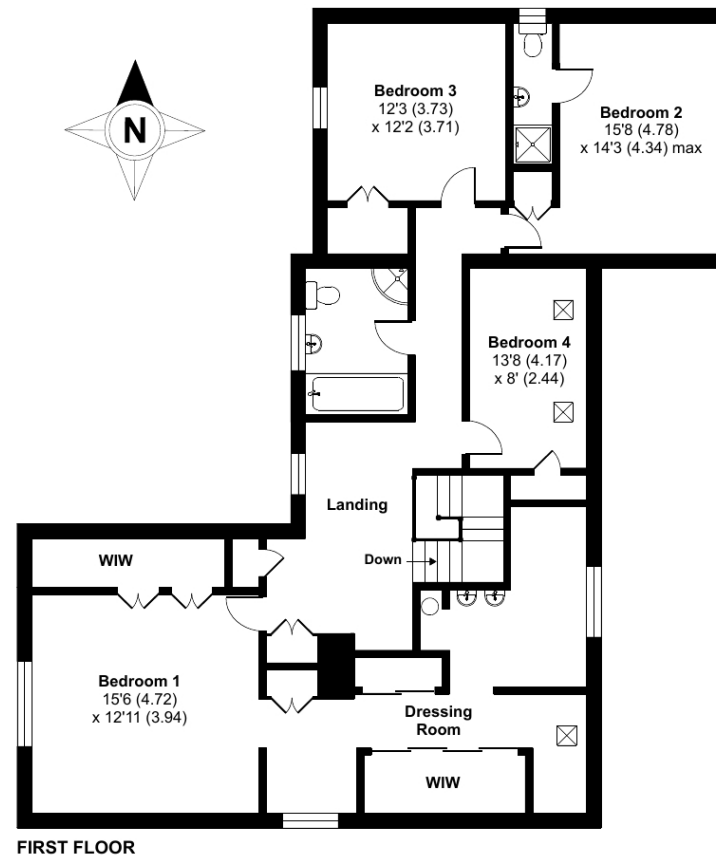 N
Bedroom 3
12'3 (3.73)
x 12'2 (3.71)
Bedroom 2
15'8 (4.78)
x 14'3 (4.34) max
Bedroom 4
13'8 (4.17)
x 8' (2.44)
Landing
Down
WIW
Bedroom 1
15'6 (4.72)
x 12'11 (3.94)
Dressing
Room
WIW
FIRST FLOOR